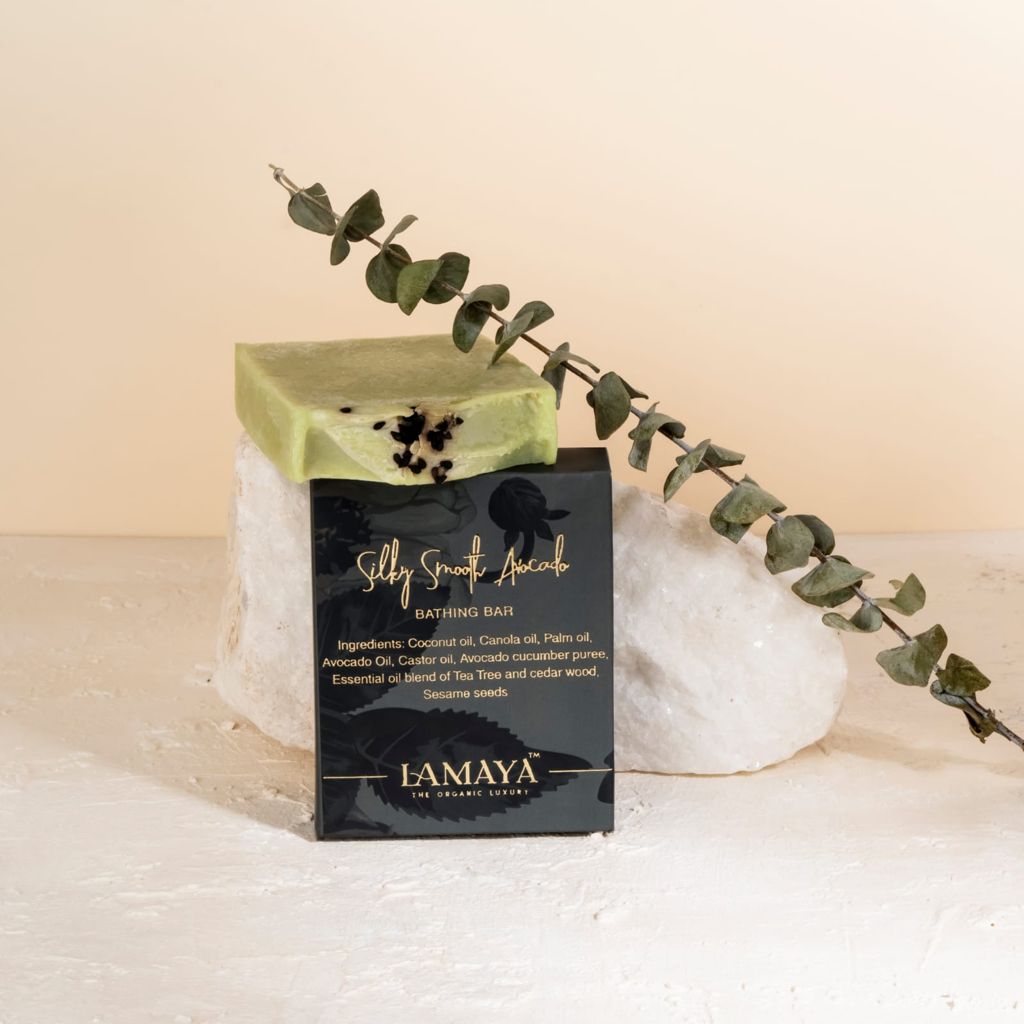 Silky Smooth Avocado
BATHING BAR
Ingredients: Coconut oil, Canola oil, Palm oil,
Avocado Oil, Castor oil, Avocado cucumber puree,
Essential oil blend of Tea Tree and cedar wood,
Sesame seeds
LAMAYA™
THE ORGANIC LUXURY